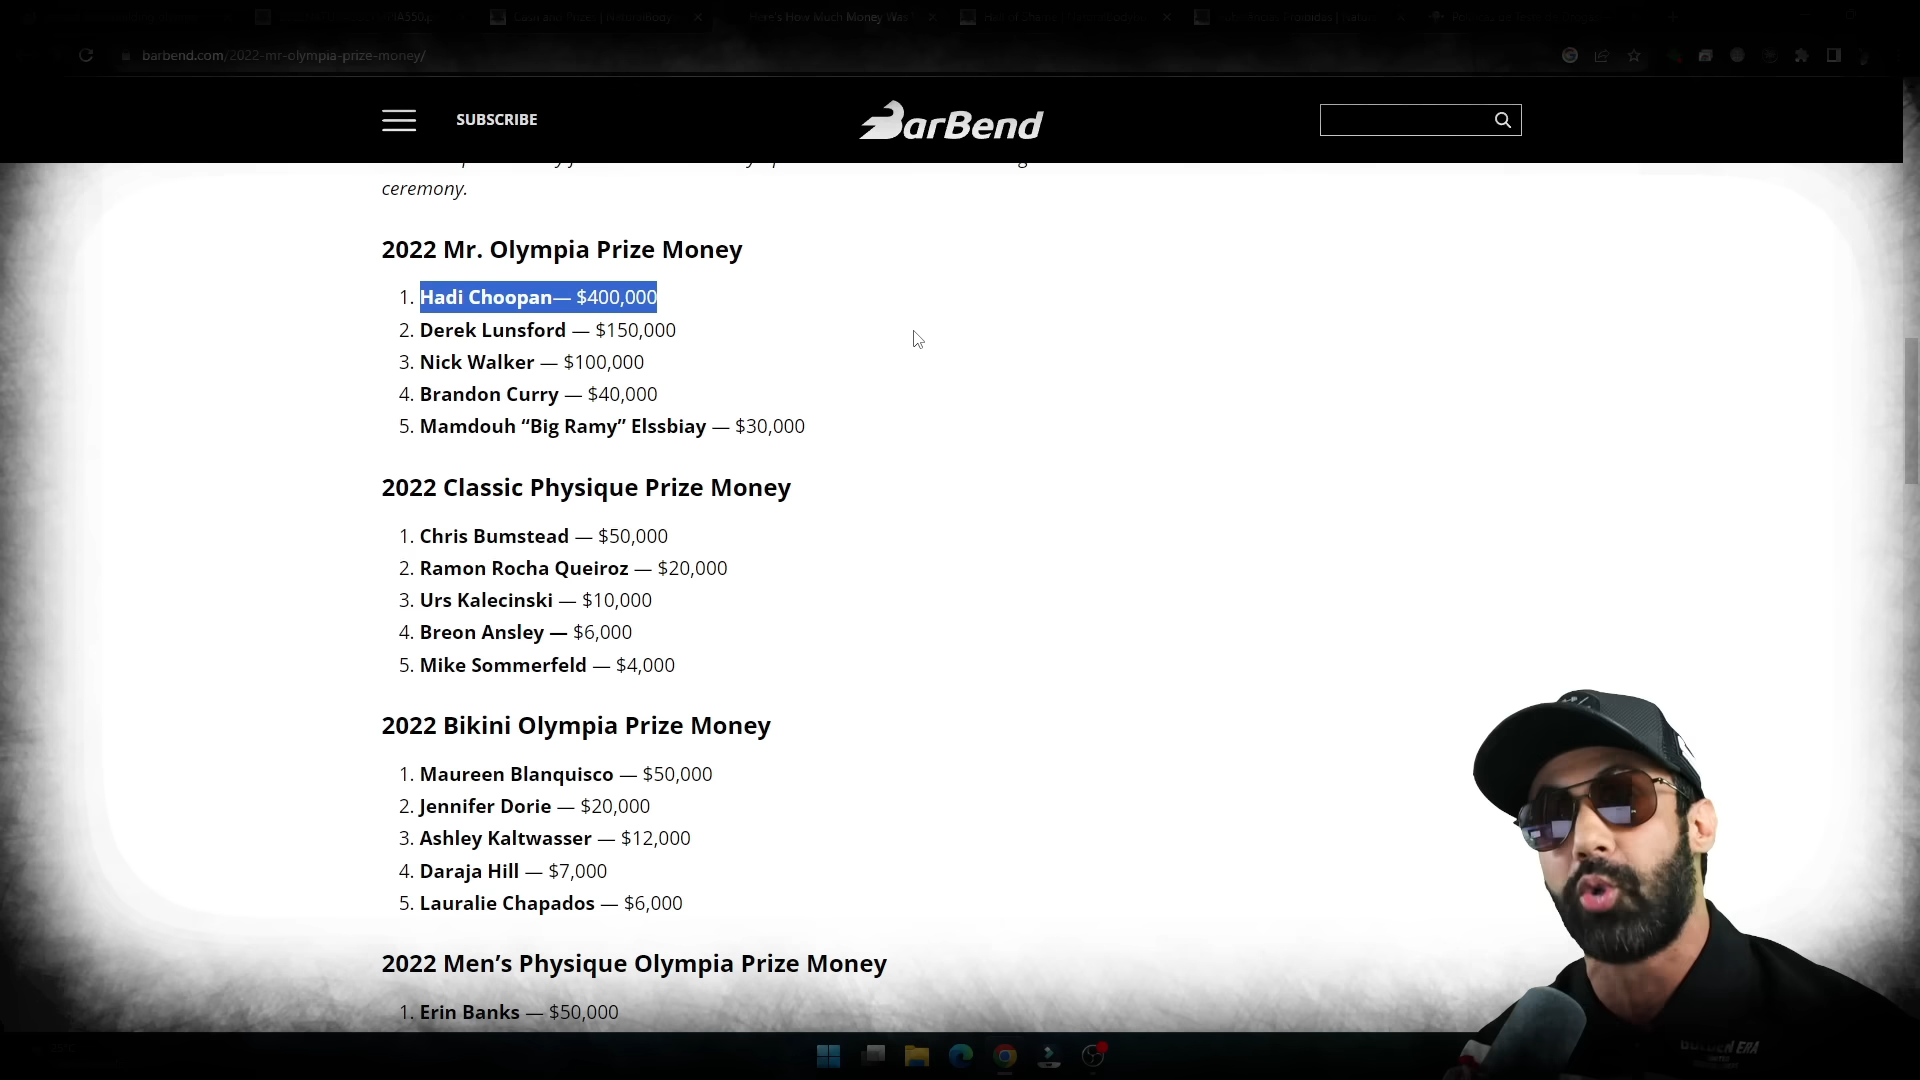 barbend.com/2022-mr-olympia-prize-money/
SUBSCRIBE
BarBend
ceremony.
2022 Mr. Olympia Prize Money
1. Hadi Choopan— $400,000
2. Derek Lunsford — $150,000
3. Nick Walker — $100,000
4. Brandon Curry — $40,000
5. Mamdouh “Big Ramy” Elssbiay — $30,000
2022 Classic Physique Prize Money
1. Chris Bumstead — $50,000
2. Ramon Rocha Queiroz — $20,000
3. Urs Kalecinski — $10,000
4. Breon Ansley — $6,000
5. Mike Sommerfeld — $4,000
2022 Bikini Olympia Prize Money
1. Maureen Blanquisco — $50,000
2. Jennifer Dorie — $20,000
3. Ashley Kaltwasser — $12,000
4. Daraja Hill — $7,000
5. Lauralie Chapados — $6,000
2022 Men’s Physique Olympia Prize Money
1. Erin Banks — $50,000
GOLDEN ERA